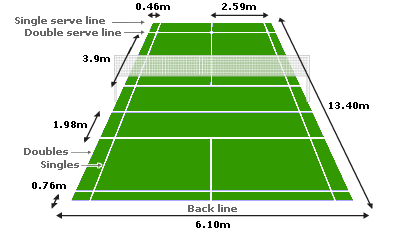 0.46m 2.59m
Single serve line
Double serve line
3.9m
13.40m
1.98m
Doubles
Singles
0.76m
Back line
6.10m